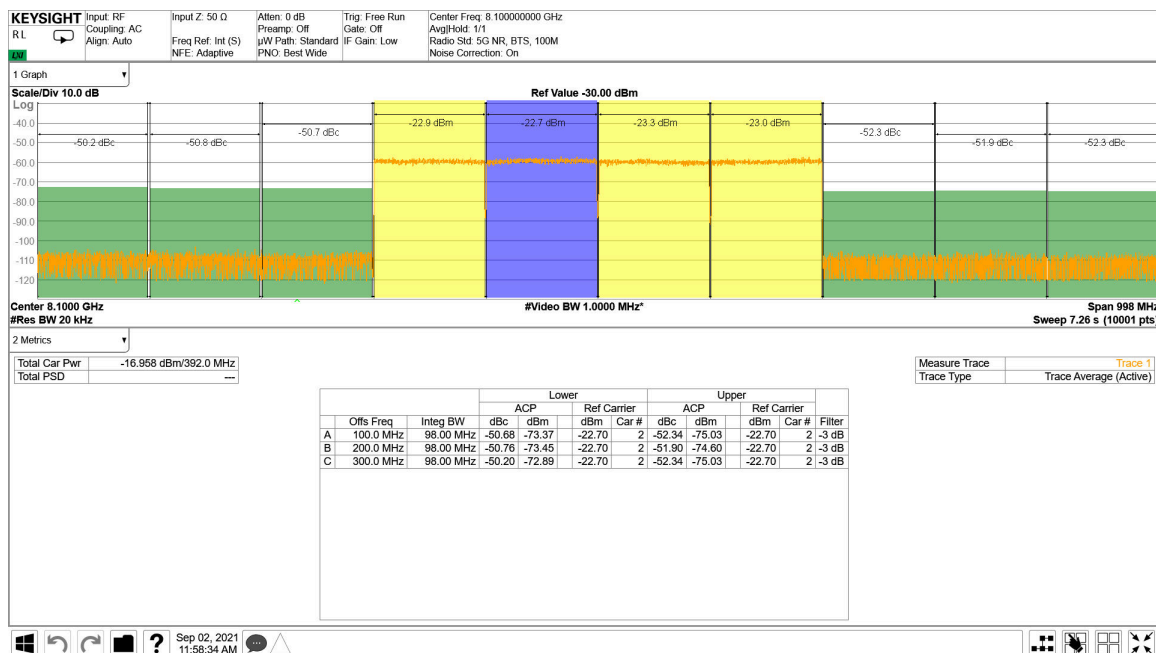 KEYSIGHT Input: RF Input Z: 50 Ω Atten: 0 dB Trig: Free Run Center Freq: 8.100000000 GHz
R L Coupling: AC Preamp: Off Gate: Off Avg|Hold: 1/1
Align: Auto Freq Ref: Int (S) µW Path: Standard IF Gain: Low Radio Std: 5G NR, BTS, 100M
LXI NFE: Adaptive PNO: Best Wide Noise Correction: On
1 Graph
Scale/Div 10.0 dB Ref Value -30.00 dBm
Log
-40.0
-50.0
-60.0
-70.0
-80.0
-90.0
-100
-110
-120
-50.2 dBc -50.8 dBc -50.7 dBc -22.9 dBm -22.7 dBm -23.3 dBm -23.0 dBm -52.3 dBc -51.9 dBc -52.3 dBc
Center 8.1000 GHz #Video BW 1.0000 MHz* Span 998 MHz
#Res BW 20 kHz Sweep 7.26 s (10001 pts)
2 Metrics
Total Car Pwr -16.958 dBm/392.0 MHz Measure Trace Trace 1
Total PSD --- Trace Type Trace Average (Active)
Lower Upper
ACP Ref Carrier ACP Ref Carrier
Offs Freq Integ BW dBc dBm dBm Car # dBc dBm dBm Car # Filter
A 100.0 MHz 98.00 MHz -50.68 -73.37 -22.70 2 -52.34 -75.03 -22.70 2 -3 dB
B 200.0 MHz 98.00 MHz -50.76 -73.45 -22.70 2 -51.90 -74.60 -22.70 2 -3 dB
C 300.0 MHz 98.00 MHz -50.20 -72.89 -22.70 2 -52.34 -75.03 -22.70 2 -3 dB
? Sep 02, 2021
11:58:34 AM